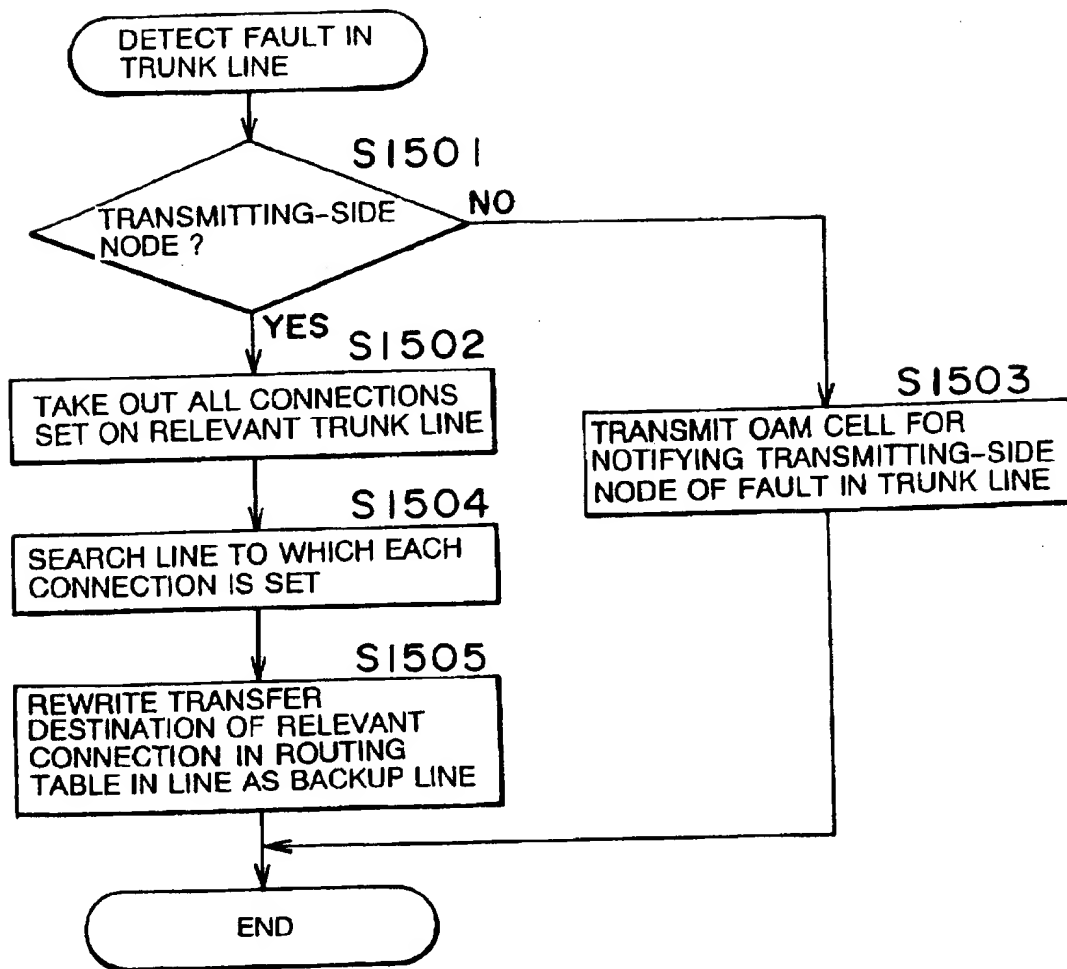 DETECT FAULT IN
TRUNK LINE
S1501
TRANSMITTING-SIDE
NODE ?
NO
YES
S1502
TAKE OUT ALL CONNECTIONS
SET ON RELEVANT TRUNK LINE
S1503
TRANSMIT OAM CELL FOR
NOTIFYING TRANSMITTING-SIDE
NODE OF FAULT IN TRUNK LINE
S1504
SEARCH LINE TO WHICH EACH
CONNECTION IS SET
S1505
REWRITE TRANSFER
DESTINATION OF RELEVANT
CONNECTION IN ROUTING
TABLE IN LINE AS BACKUP LINE
END